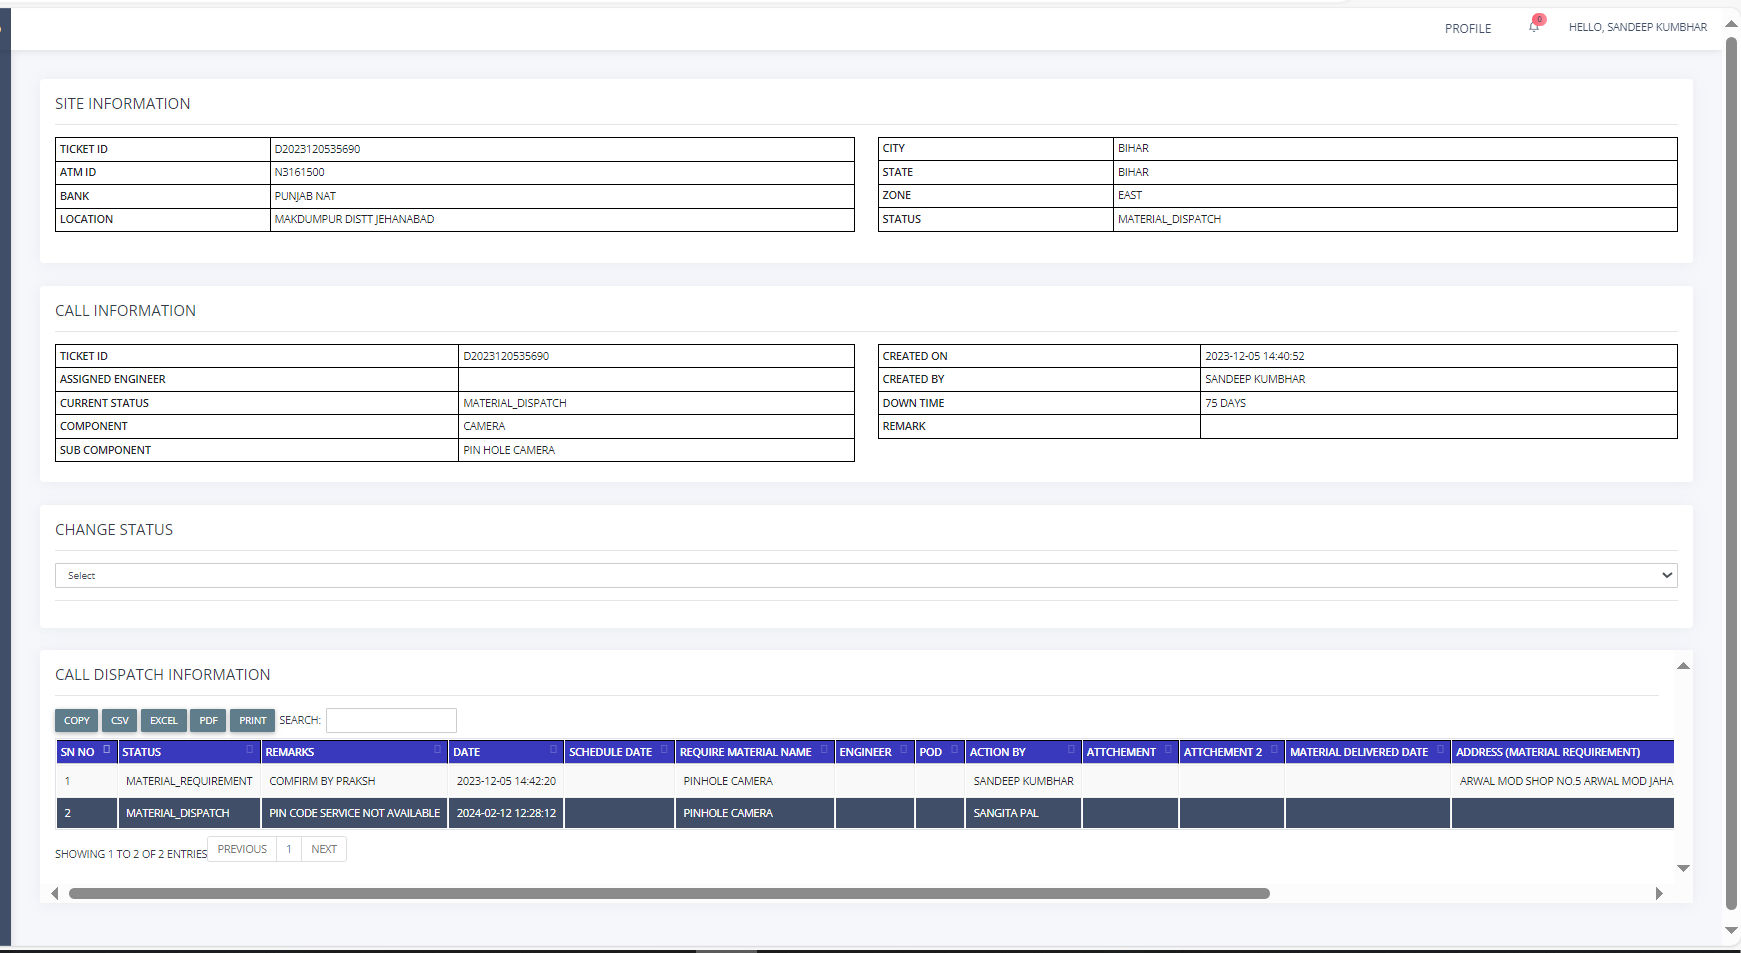 PROFILE 0 HELLO, SANDEEP KUMBHAR
SITE INFORMATION
TICKET ID D2023120535690
ATM ID N3161500
BANK PUNJAB NAT
LOCATION MAKDUMPUR DISTT JEHANABAD
CITY BIHAR
STATE BIHAR
ZONE EAST
STATUS MATERIAL_DISPATCH
CALL INFORMATION
TICKET ID D2023120535690
ASSIGNED ENGINEER
CURRENT STATUS MATERIAL_DISPATCH
COMPONENT CAMERA
SUB COMPONENT PIN HOLE CAMERA
CREATED ON 2023-12-05 14:40:52
CREATED BY SANDEEP KUMBHAR
DOWN TIME 75 DAYS
REMARK
CHANGE STATUS
Select
CALL DISPATCH INFORMATION
COPY CSV EXCEL PDF PRINT SEARCH:
SN NO STATUS REMARKS DATE SCHEDULE DATE REQUIRE MATERIAL NAME ENGINEER POD ACTION BY ATTCHEMENT ATTCHEMENT 2 MATERIAL DELIVERED DATE ADDRESS (MATERIAL REQUIREMENT)
1 MATERIAL_REQUIREMENT COMFIRM BY PRAKSH 2023-12-05 14:42:20 PINHOLE CAMERA SANDEEP KUMBHAR ARWAL MOD SHOP NO.5 ARWAL MOD JAHA
2 MATERIAL_DISPATCH PIN CODE SERVICE NOT AVAILABLE 2024-02-12 12:28:12 PINHOLE CAMERA SANGITA PAL
SHOWING 1 TO 2 OF 2 ENTRIES PREVIOUS 1 NEXT